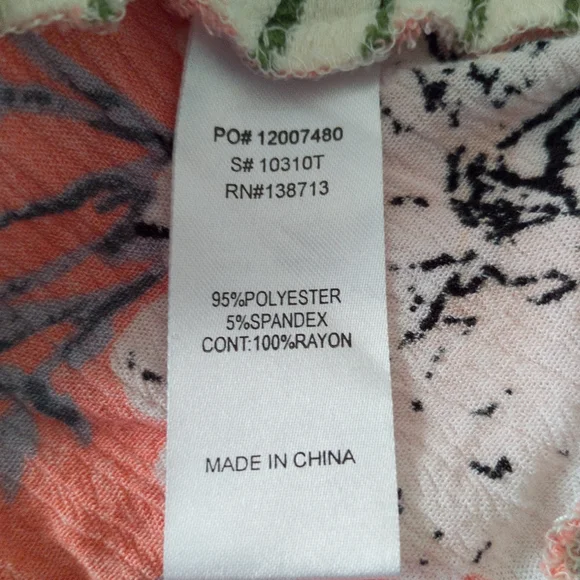 PO# 12007480
S# 10310T
RN#138713
95%POLYESTER
5%SPANDEX
CONT:100%RAYON
MADE IN CHINA